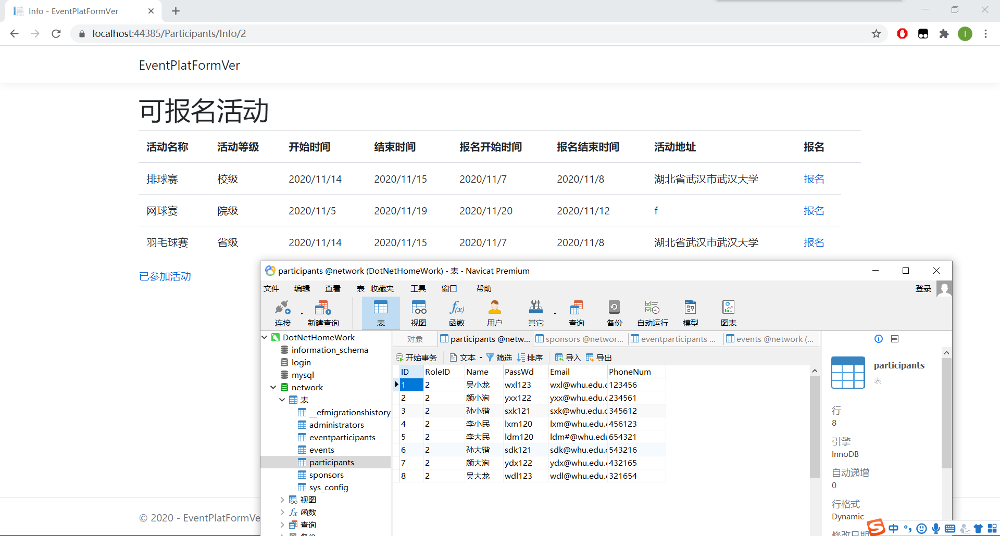 Info - EventPlatFormVer
localhost:44385/Participants/Info/2
I
EventPlatFormVer
可报名活动
活动名称 活动等级 开始时间 结束时间 报名开始时间 报名结束时间 活动地址 报名
排球赛 校级 2020/11/14 2020/11/15 2020/11/7 2020/11/8 湖北省武汉市武汉大学 报名
网球赛 院级 2020/11/5 2020/11/19 2020/11/20 2020/11/12 f 报名
羽毛球赛 省级 2020/11/14 2020/11/15 2020/11/7 2020/11/8 湖北省武汉市武汉大学 报名
已参加活动
© 2020 - EventPlatFormVe
participants @network (DotNetHomeWork) - 表 - Navicat Premium
文件 编辑 查看 表 收藏夹 工具 窗口 帮助 登录
连接 新建查询 表 视图 函数 用户 其它 查询 备份 自动运行 模型 图表
DotNetHomeWork
information_schema
login
mysql
network
表
__efmigrationshistory
administrators
eventparticipants
events
participants
sponsors
sys_config
视图
函数
查询
对象 participants @netw... sponsors @networ... eventparticipants ... events @network (...
开始事务 文本 筛选 排序 导入 导出
ID RoleID Name PassWd Email PhoneNum
1 2 吴小龙 wxl123 wxl@whu.edu.c 123456
2 2 颜小洵 yxx122 yxx@whu.edu.c 234561
3 2 孙小锴 sxk121 sxk@whu.edu.c 345612
4 2 李小民 lxm120 lxm@whu.edu.c 456123
5 2 李大民 ldm120 ldm#@whu.edu 654321
6 2 孙大锴 sdk121 sdk@whu.edu.c 543216
7 2 颜大洵 ydx122 ydx@whu.edu.c 432165
8 2 吴大龙 wdl123 wdl@whu.edu.c 321654
participants
表
行
8
引擎
InnoDB
自动递增
0
行格式
Dynamic
修改日期
中